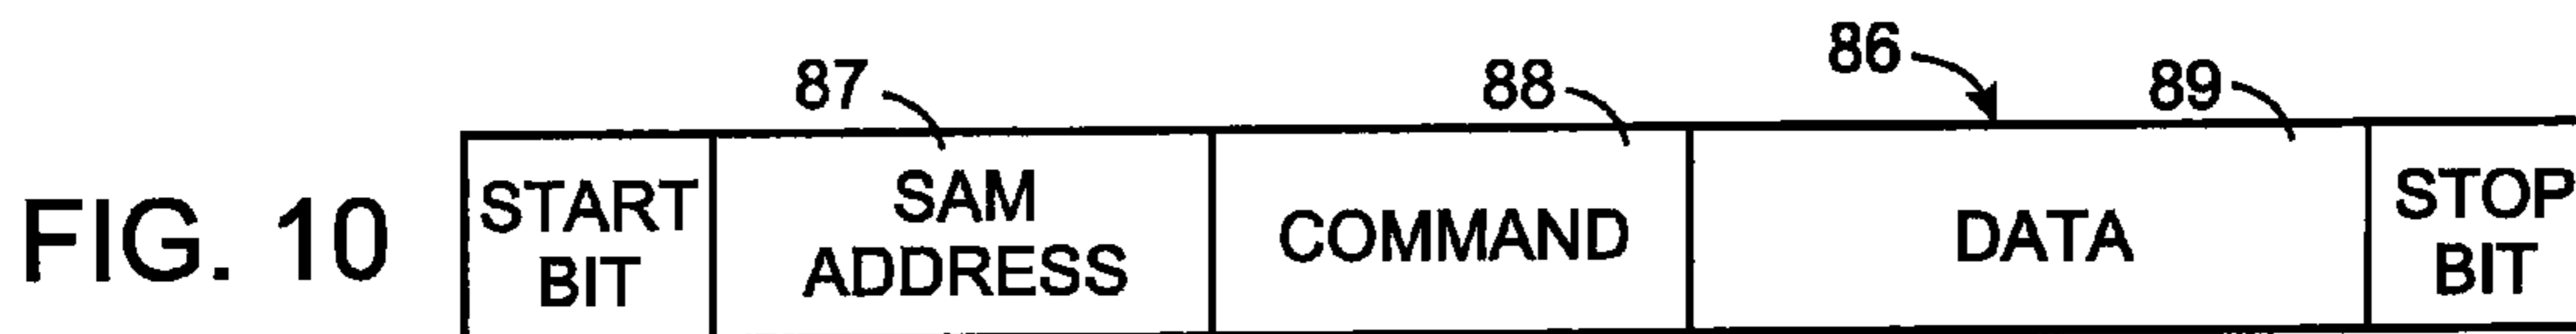 86
87
88
89
FIG. 10
START
BIT
SAM
ADDRESS
COMMAND
DATA
STOP
BIT